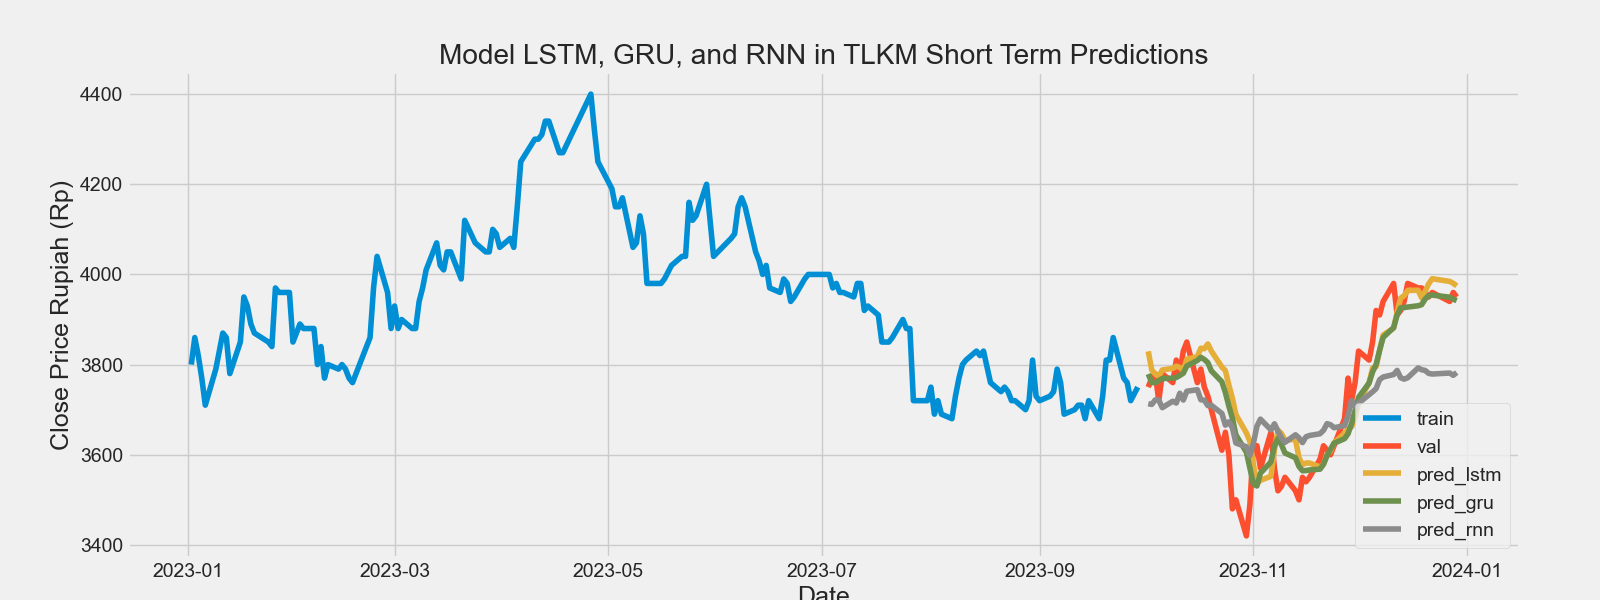 Model LSTM, GRU, and RNN in TLKM Short Term Predictions
Close Price Rupiah (Rp)
4400
4200
4000
3800
3600
3400
train
val
pred_lstm
pred_gru
pred_rnn
2023-01 2023-03 2023-05 2023-07 2023-09 2023-11 2024-01
Date